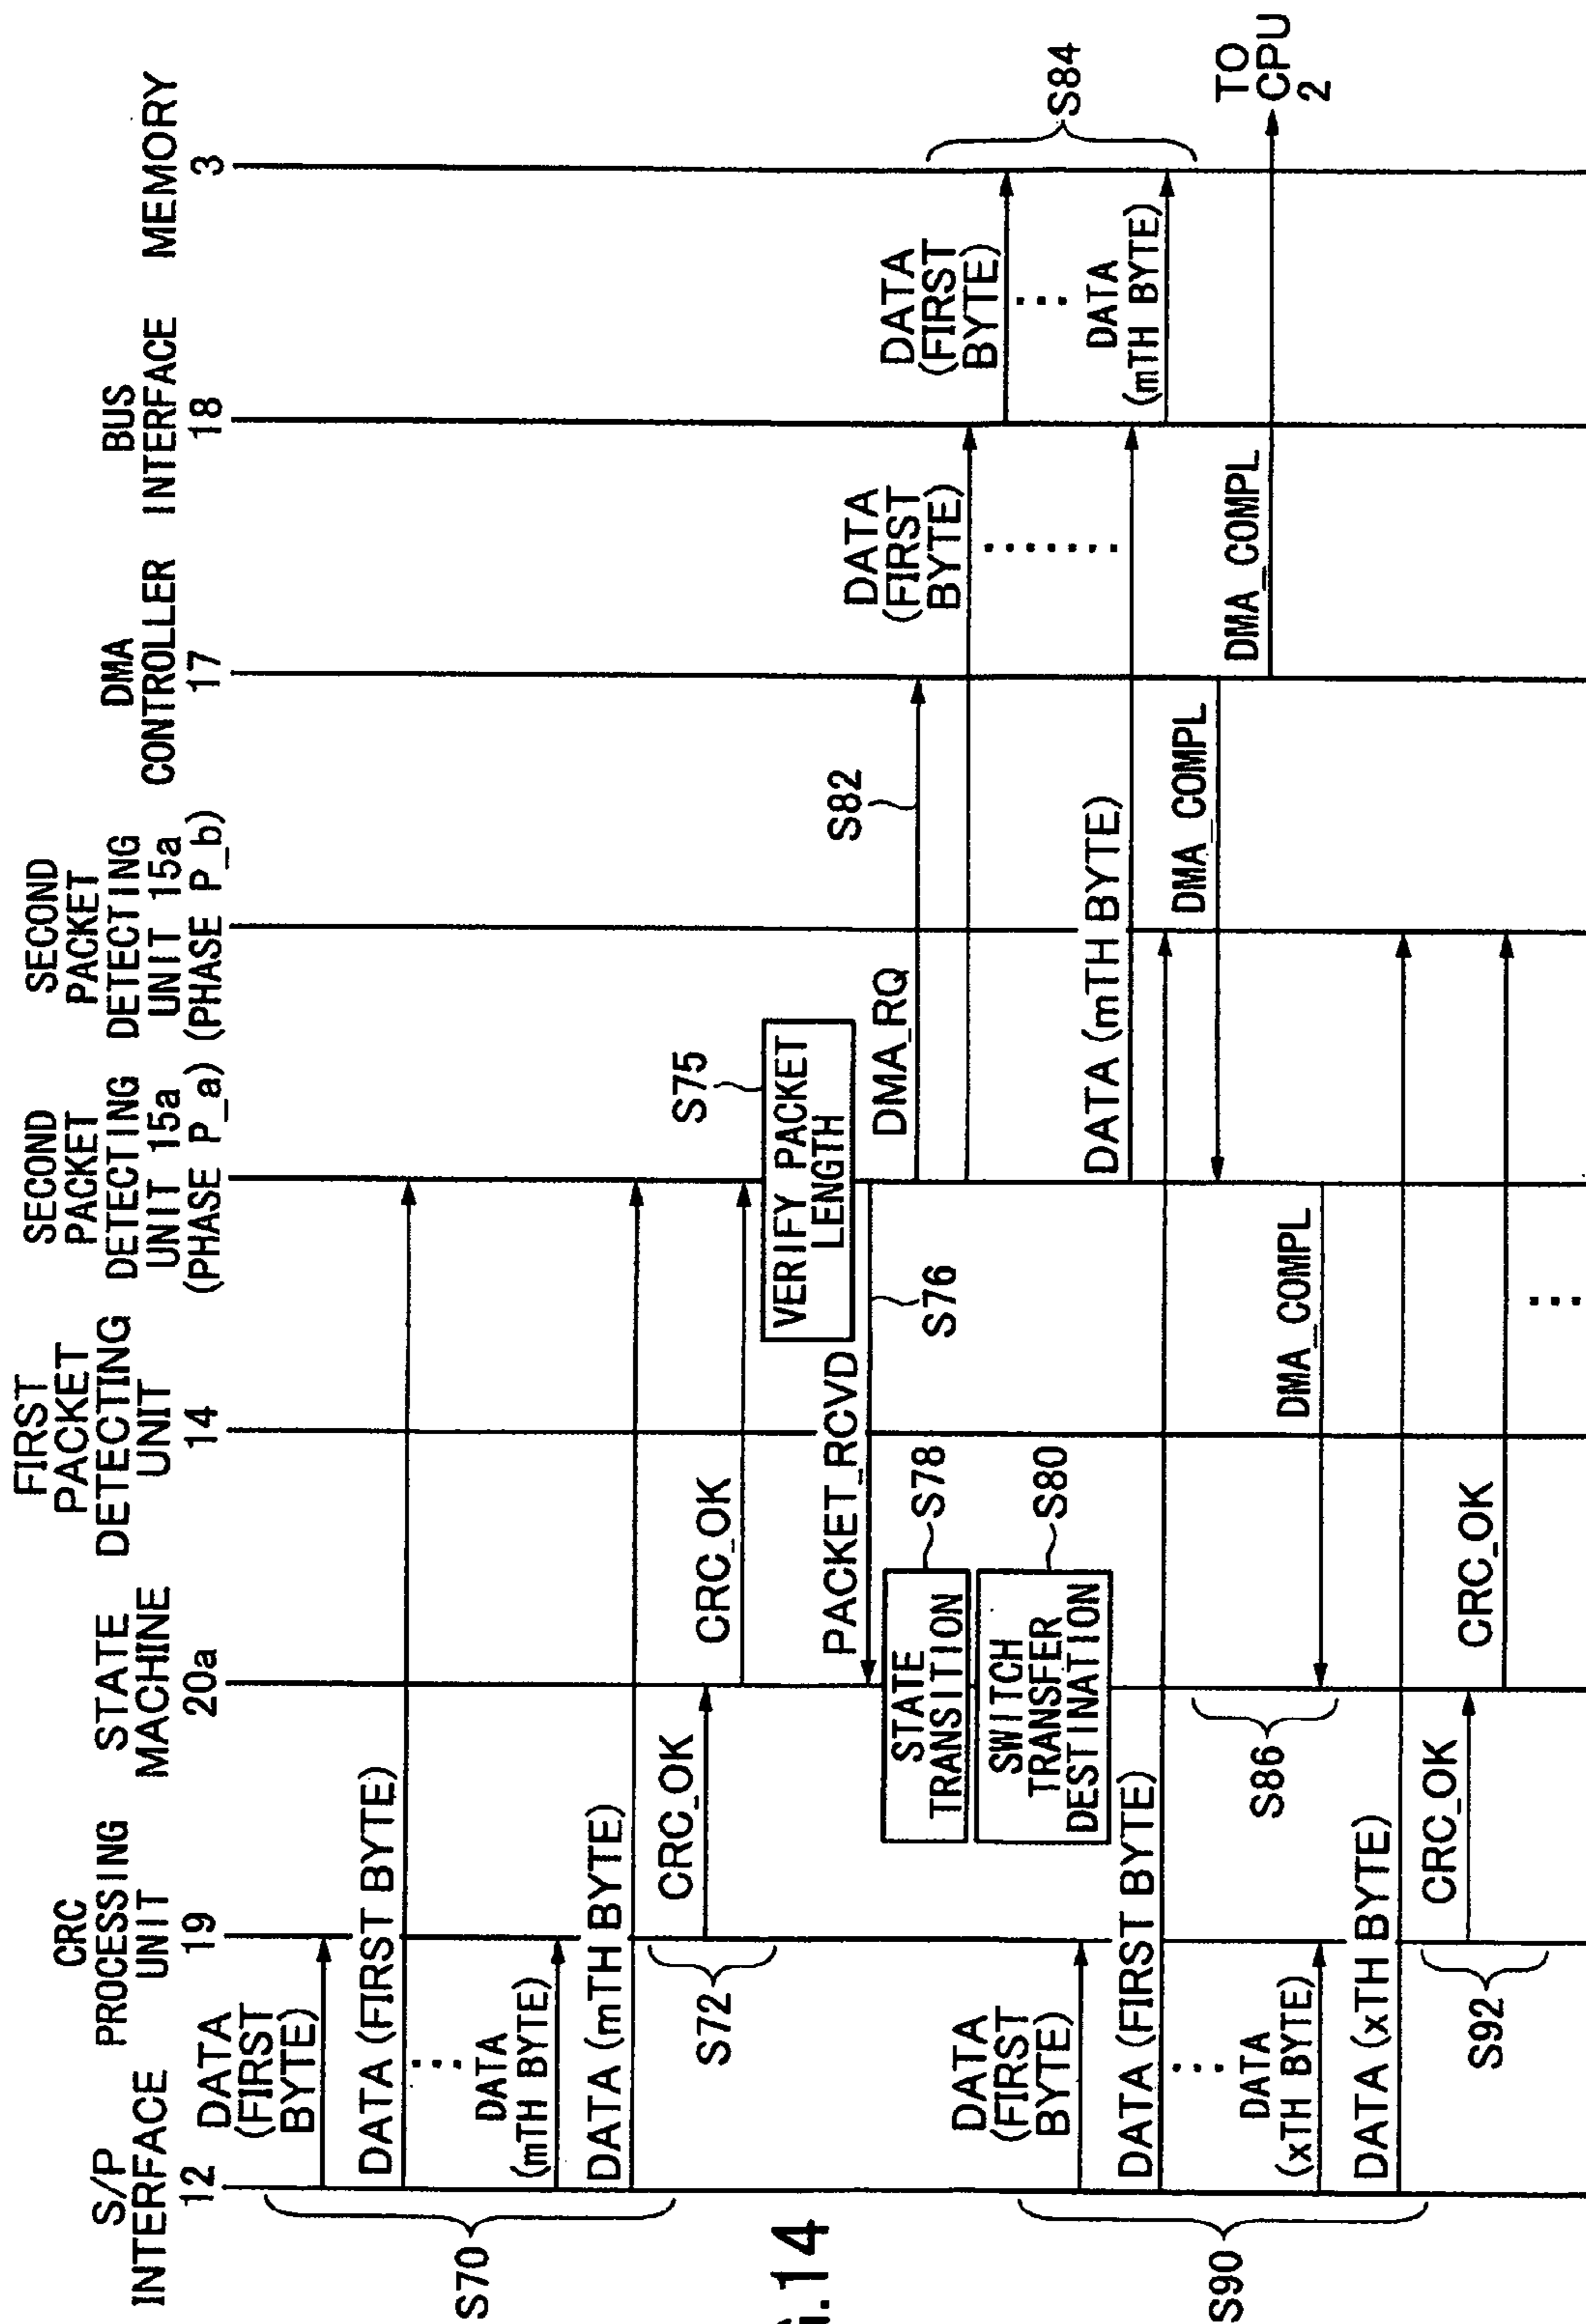 S/P
INTERFACE
12
CRC
PROCESSING
UNIT
19
STATE
MACHINE
20a
FIRST
PACKET
DETECTING
UNIT
14
SECOND
PACKET
DETECTING
UNIT 15a
(PHASE P_a)
SECOND
PACKET
DETECTING
UNIT 15a
(PHASE P_b)
DMA
CONTROLLER
17
BUS
INTERFACE
18
MEMORY
3
S70
DATA
(FIRST
BYTE)
DATA (FIRST BYTE)
DATA
(mTH BYTE)
DATA (mTH BYTE)
S72
CRC_OK
CRC_OK
S75
VERIFY PACKET
LENGTH
PACKET_RCVD
S76
STATE
TRANSITION
S78
SWITCH
TRANSFER
DESTINATION
S80
DMA_RQ
S82
DATA
(FIRST
BYTE)
DATA
(FIRST
BYTE)
DATA (mTH BYTE)
DATA
(mTH BYTE)
S84
DMA_COMPL
DMA_COMPL
TO
CPU
2
S86
DMA_COMPL
S90
DATA
(FIRST
BYTE)
DATA (FIRST BYTE)
DATA
(xTH BYTE)
DATA (xTH BYTE)
S92
CRC_OK
CRC_OK
G.14